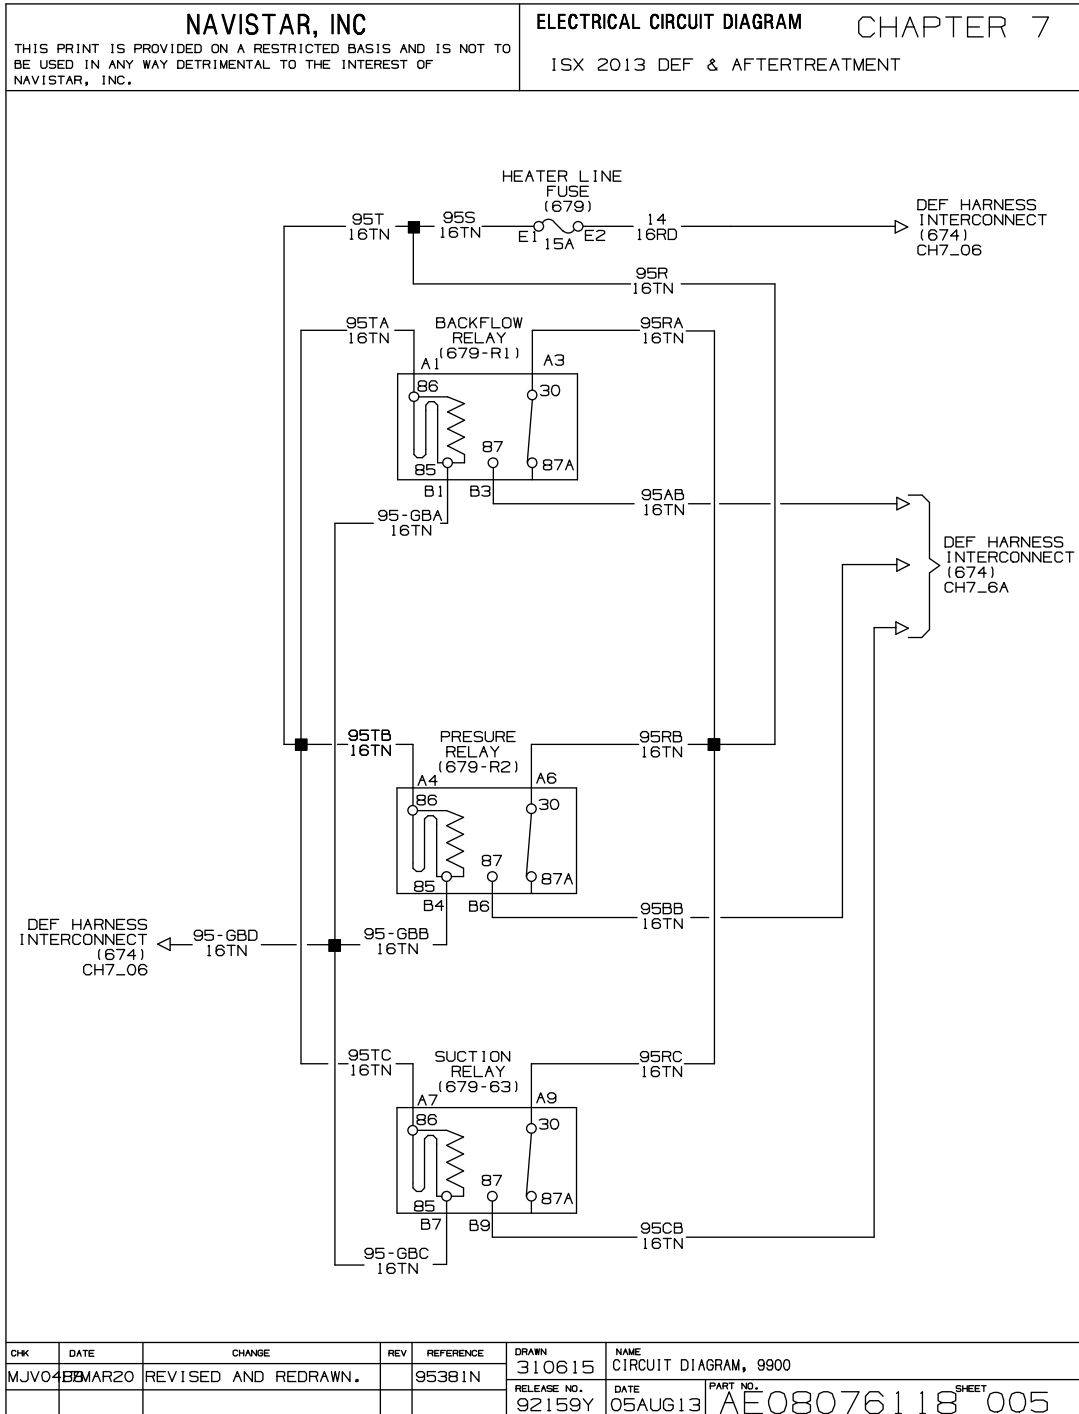 NAVISTAR, INC
THIS PRINT IS PROVIDED ON A RESTRICTED BASIS AND IS NOT TO
BE USED IN ANY WAY DETRIMENTAL TO THE INTEREST OF
NAVISTAR, INC.
ELECTRICAL CIRCUIT DIAGRAM
CHAPTER 7
ISX 2013 DEF & AFTERTREATMENT
HEATER LINE
FUSE
(679)
95T
16TN
95S
16TN
E1
15A
E2
14
16RD
DEF HARNESS
INTERCONNECT
(674)
CH7_06
95R
16TN
95TA
16TN
BACKFLOW
RELAY
(679-R1)
95RA
16TN
A1
A3
86
30
87
85
87A
B1
B3
95AB
16TN
95-GBA
16TN
DEF HARNESS
INTERCONNECT
(674)
CH7_6A
95TB
16TN
PRESURE
RELAY
(679-R2)
95RB
16TN
A4
A6
86
30
87
85
87A
B4
B6
95BB
16TN
DEF HARNESS
INTERCONNECT
(674)
CH7_06
95-GBD
16TN
95-GBB
16TN
95TC
16TN
SUCTION
RELAY
(679-63)
95RC
16TN
A7
A9
86
30
87
85
87A
B7
B9
95CB
16TN
95-GBC
16TN
CHK
DATE
CHANGE
REV
REFERENCE
DRAWN
310615
NAME
CIRCUIT DIAGRAM, 9900
REVISED AND REDRAWN.
95381N
RELEASE NO.
92159Y
DATE
05AUG13
PART NO.
AE08076118
SHEET
005